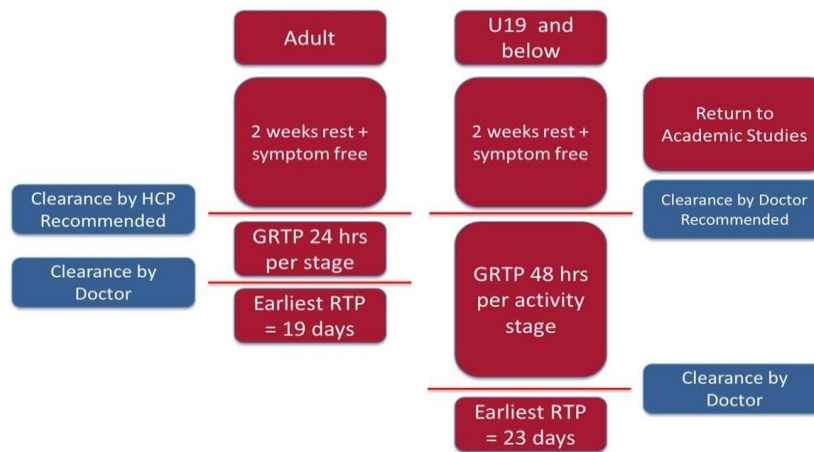 Adult
U19 and
below
2 weeks rest +
symptom free
2 weeks rest +
symptom free
Return to
Academic Studies
Clearance by HCP
Recommended
Clearance by Doctor
Recommended
GRTP 24 hrs
per stage
GRTP 48 hrs
per activity
stage
Clearance by
Doctor
Earliest RTP
= 19 days
Clearance by
Doctor
Earliest RTP
= 23 days